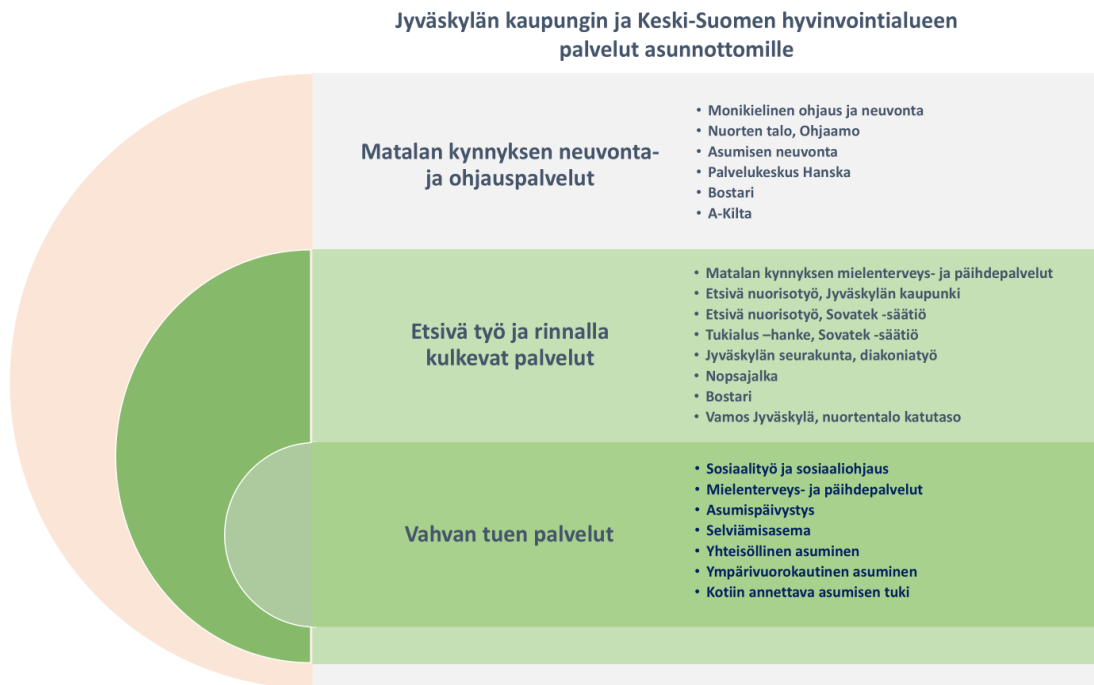 Jyväskylän kaupungin ja Keski-Suomen hyvinvointialueen
palvelut asunnottomille
Matalan kynnyksen neuvonta-
ja ohjauspalvelut
• Monikielinen ohjaus ja neuvonta
• Nuorten talo, Ohjaamo
• Asumisen neuvonta
• Palvelukeskus Hanska
• Bostari
• A-Kilta
Etsivä työ ja rinnalla
kulkevat palvelut
• Matalan kynnyksen mielenterveys- ja päihdepalvelut
• Etsivä nuorisotyö, Jyväskylän kaupunki
• Etsivä nuorisotyö, Sovatek -säätiö
• Tukialus –hanke, Sovatek -säätiö
• Jyväskylän seurakunta, diakoniatyö
• Nopsajalka
• Bostari
• Vamos Jyväskylä, nuortentalo katutaso
Vahvan tuen palvelut
• Sosiaalityö ja sosiaaliohjaus
• Mielenterveys- ja päihdepalvelut
• Asumispäivystys
• Selviämisasema
• Yhteisöllinen asuminen
• Ympärivuorokautinen asuminen
• Kotiin annettava asumisen tuki